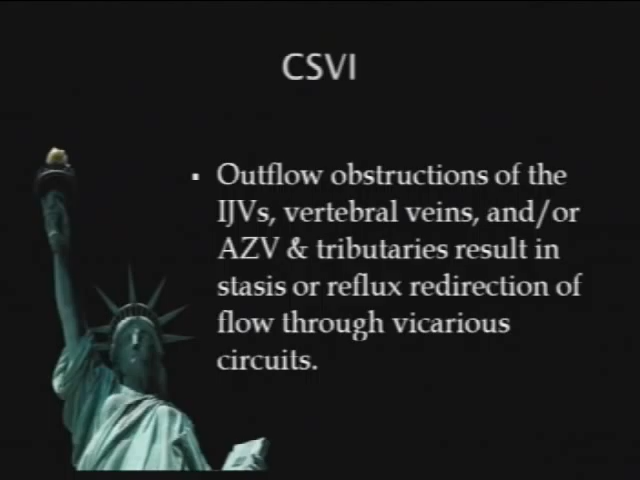 CSVI
▪ Outflow obstructions of the
IJVs, vertebral veins, and/or
AZV & tributaries result in
stasis or reflux redirection of
flow through vicarious
circuits.